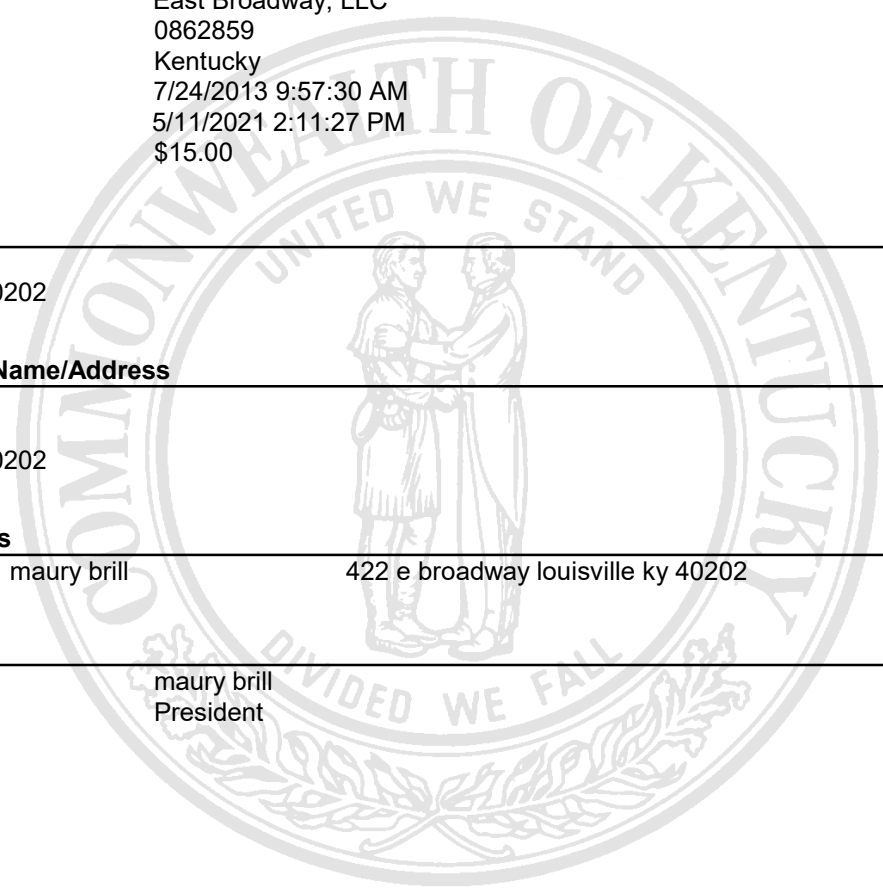 East Broadway, LLC
0862859
Kentucky
7/24/2013 9:57:30 AM
5/11/2021 2:11:27 PM
$15.00
COMMONWEALTH OF KENTUCKY
UNITED WE STAND
0202
Name/Address
0202
s
maury brill 422 e broadway louisville ky 40202
DIVIDED WE FALL
maury brill
President